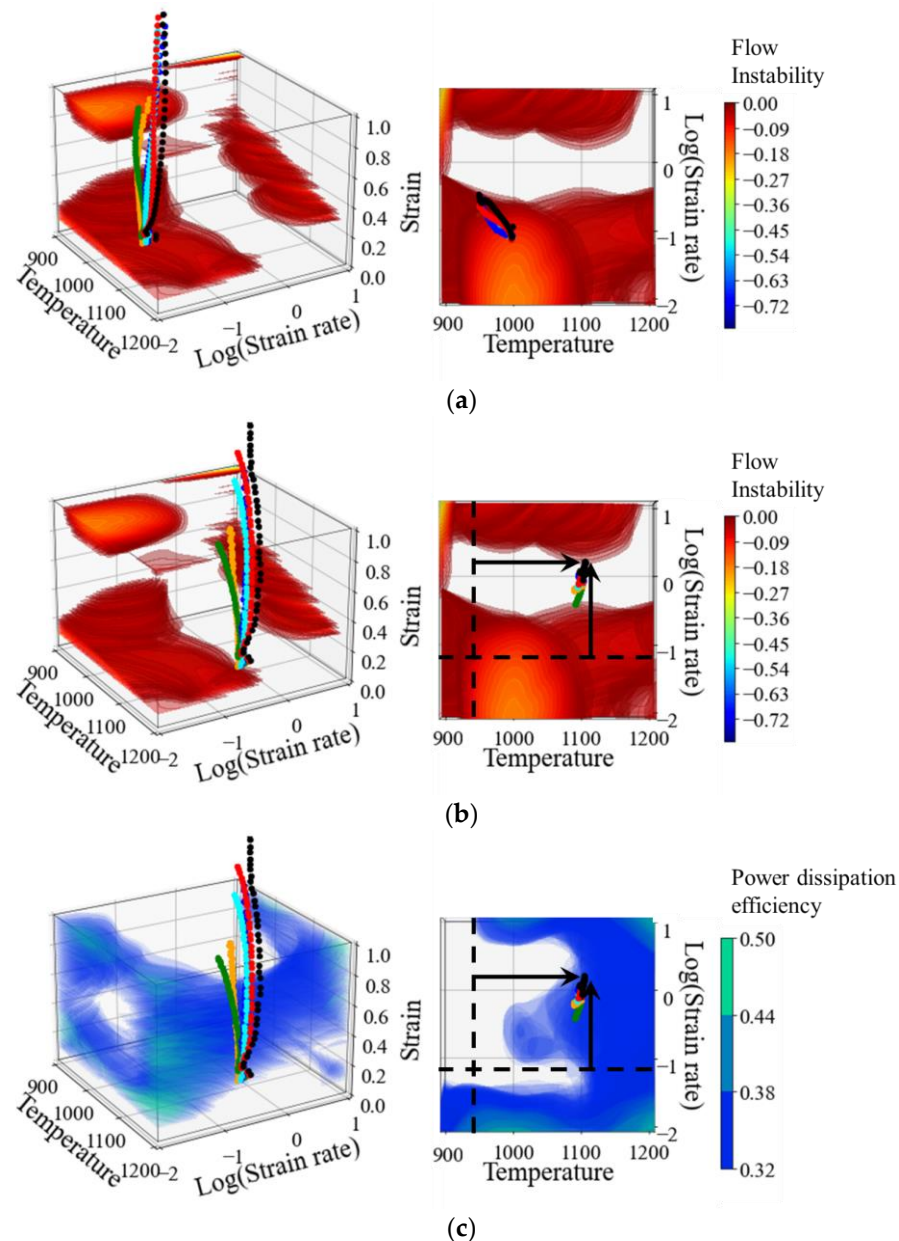 Flow
Instability
0.00
−0.09
−0.18
−0.26
−0.36
−0.45
−0.54
−0.63
−0.72
1.0
0.8
0.6
0.4
0.2
0.0
Strain
900
1000
1100
1200
Temperature
−2
−1
0
1
Log(Strain rate)
1
0
−1
−2
Log(Strain rate)
900 1000 1100 1200
Temperature
(a)
Flow
Instability
0.00
−0.09
−0.18
−0.27
−0.36
−0.45
−0.54
−0.63
−0.72
1.0
0.8
0.6
0.4
0.2
0.0
Strain
900
1000
1100
1200
Temperature
−2
−1
0
1
Log(Strain rate)
1
0
−1
−2
Log(Strain rate)
900 1000 1100 1200
Temperature
(b)
Power dissipation
efficiency
0.50
0.44
0.38
0.32
1.0
0.8
0.6
0.4
0.2
0.0
Strain
900
1000
1100
1200
Temperature
−2
−1
0
1
Log(Strain rate)
1
0
−1
−2
Log(Strain rate)
900 1000 1100 1200
Temperature
(c)